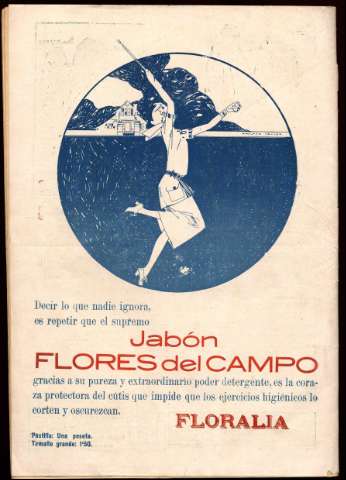 Decir lo que nadie ignora,
es repetir que el supremo
Jabón
FLORES del CAMPO
gracias a su pureza y extraordinario poder detergente, es la cora-
za protectora del cutis que impide que los ejercicios higiénicos lo
corten y oscurezcan.
FLORALIA
Pastilla: Una peseta.
Tamaño grande: 1'50.